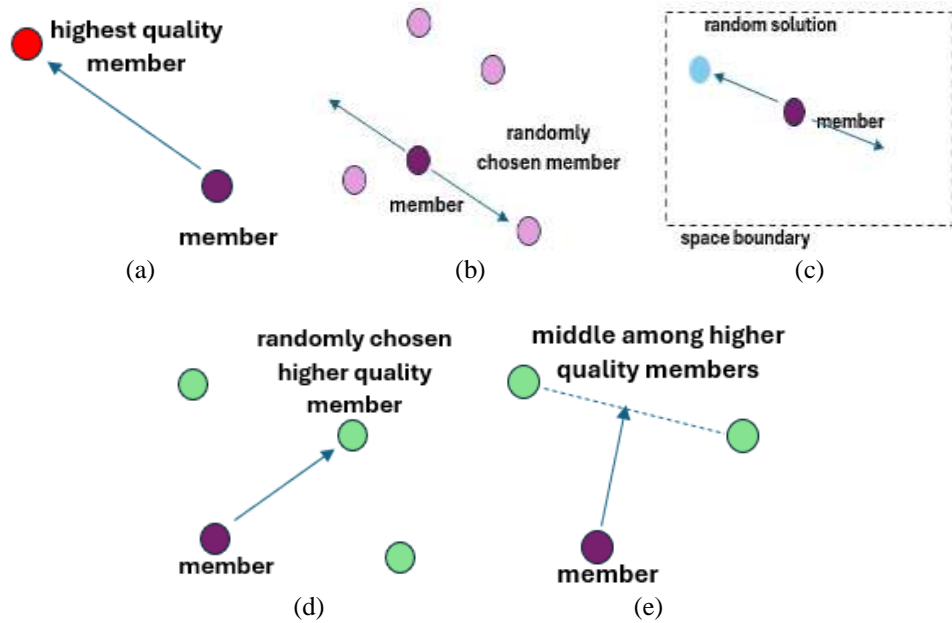 highest quality
member
member
(a)
randomly
chosen member
member
(b)
random solution
member
space boundary
(c)
randomly chosen
higher quality
member
member
(d)
middle among higher
quality members
member
(e)